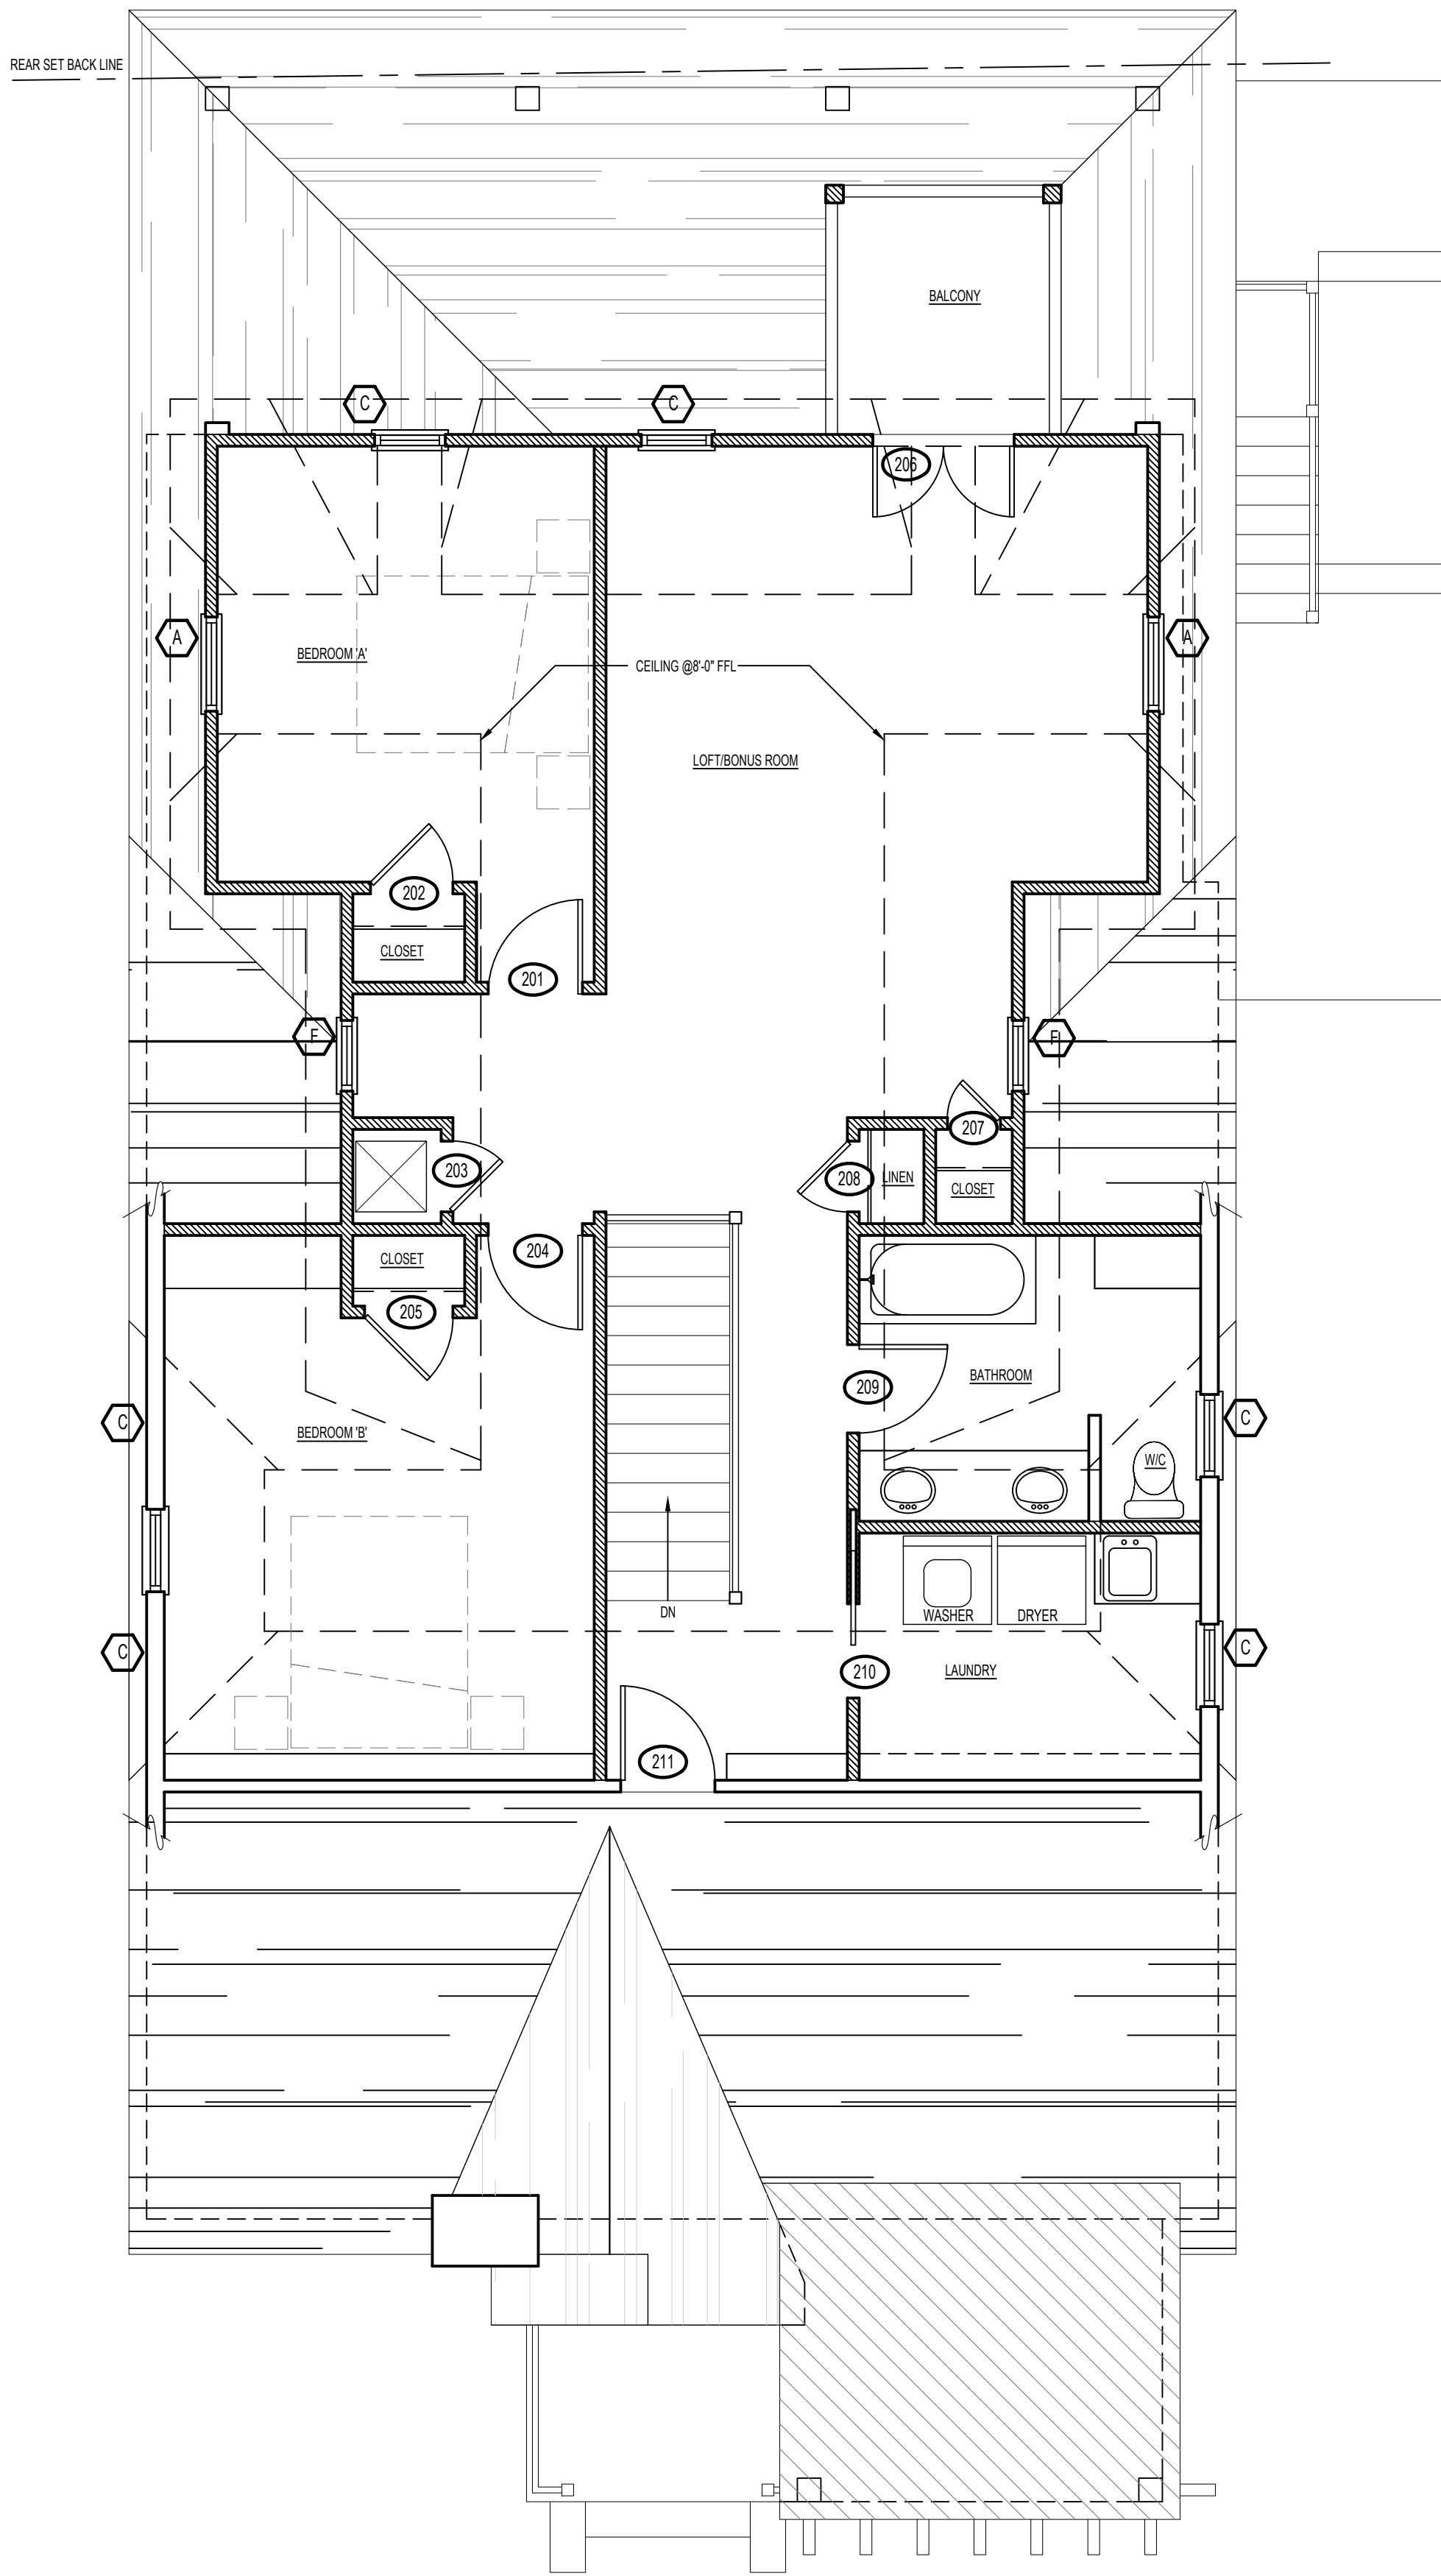 REAR SET BACK LINE
BALCONY
C
C
206
A
BEDROOM 'A'
CEILING @8'-0" FFL
A
LOFT/BONUS ROOM
202
CLOSET
201
F
F
207
203
208
LINEN
CLOSET
204
CLOSET
205
BATHROOM
209
C
BEDROOM 'B'
C
W/C
DN
WASHER
DRYER
C
210
LAUNDRY
C
211